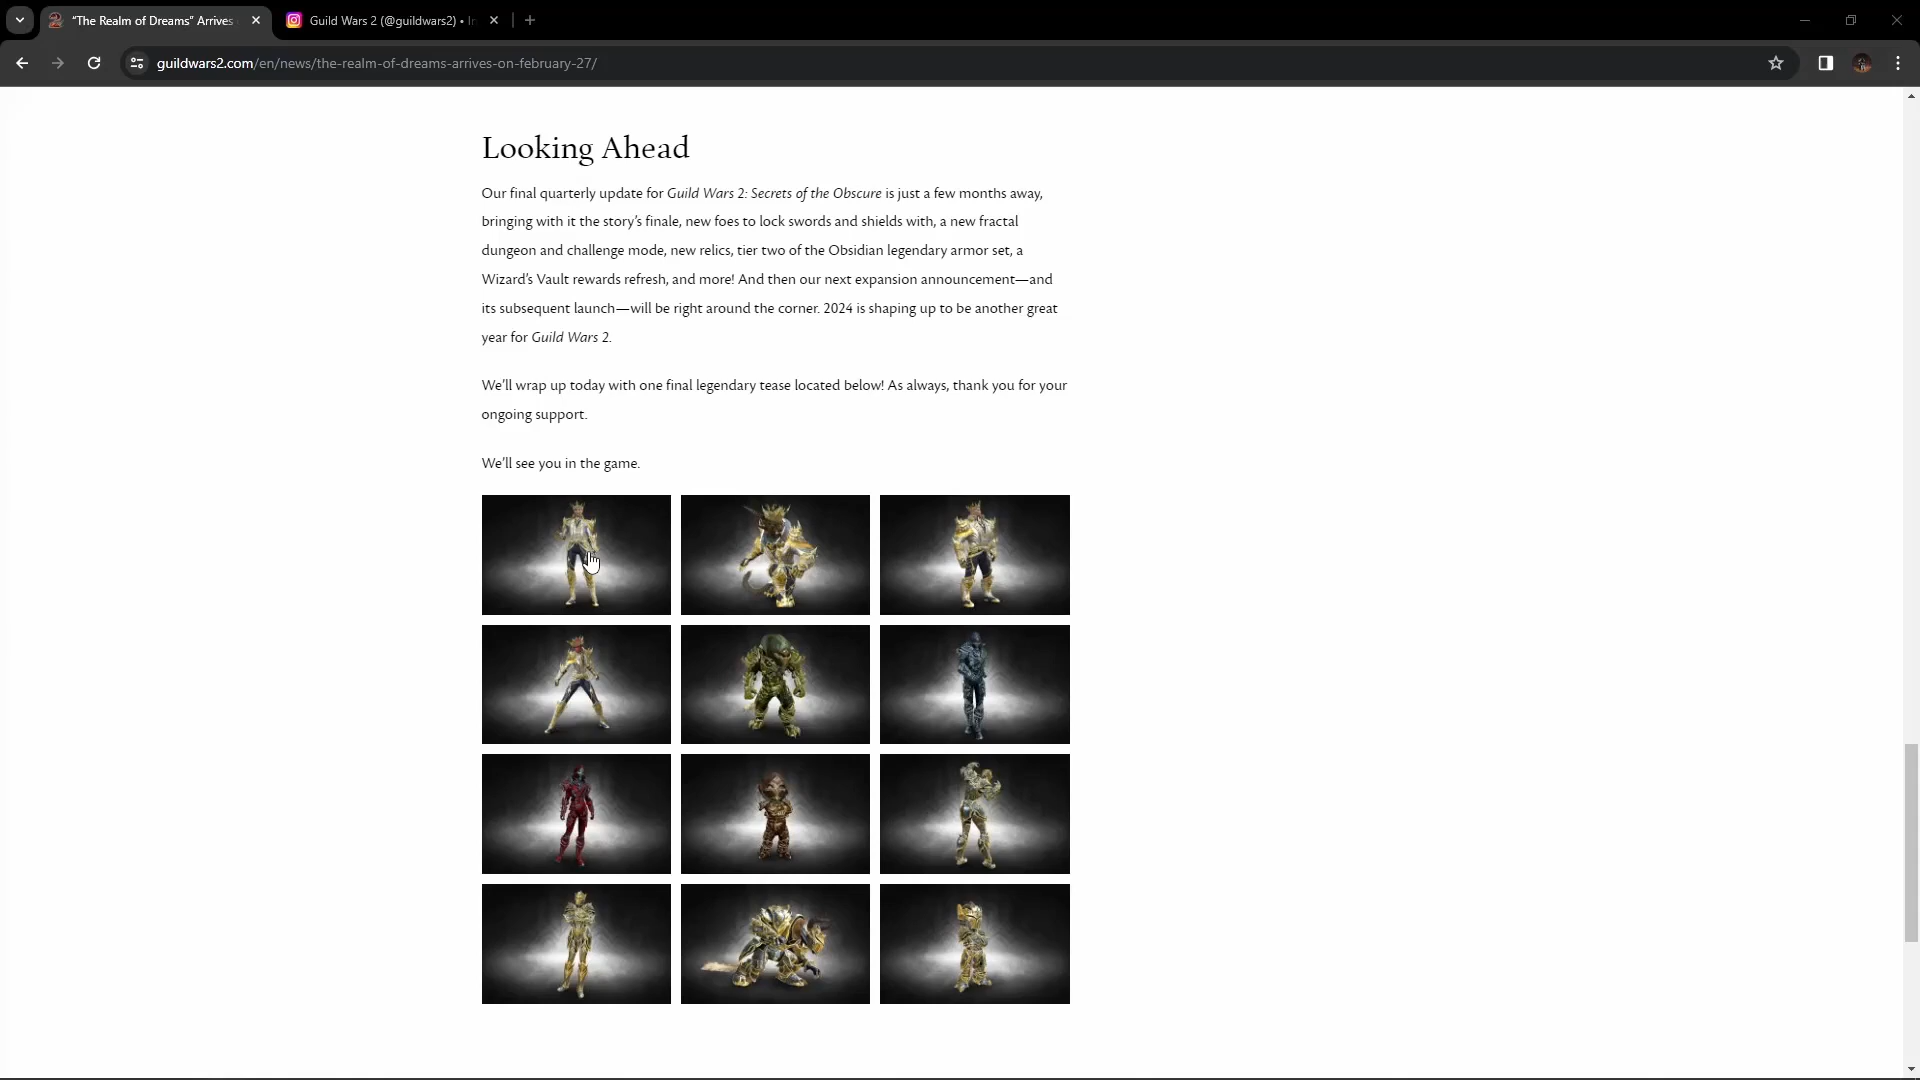 "The Realm of Dreams" Arrives
Guild Wars 2 (@guildwars2) • In
guildwars2.com/en/news/the-realm-of-dreams-arrives-on-february-27/
Looking Ahead
Our final quarterly update for Guild Wars 2: Secrets of the Obscure is just a few months away,
bringing with it the story's finale, new foes to lock swords and shields with, a new fractal
dungeon and challenge mode, new relics, tier two of the Obsidian legendary armor set, a
Wizard's Vault rewards refresh, and more! And then our next expansion announcement—and
its subsequent launch—will be right around the corner. 2024 is shaping up to be another great
year for Guild Wars 2.
We'll wrap up today with one final legendary tease located below! As always, thank you for your
ongoing support.
We'll see you in the game.